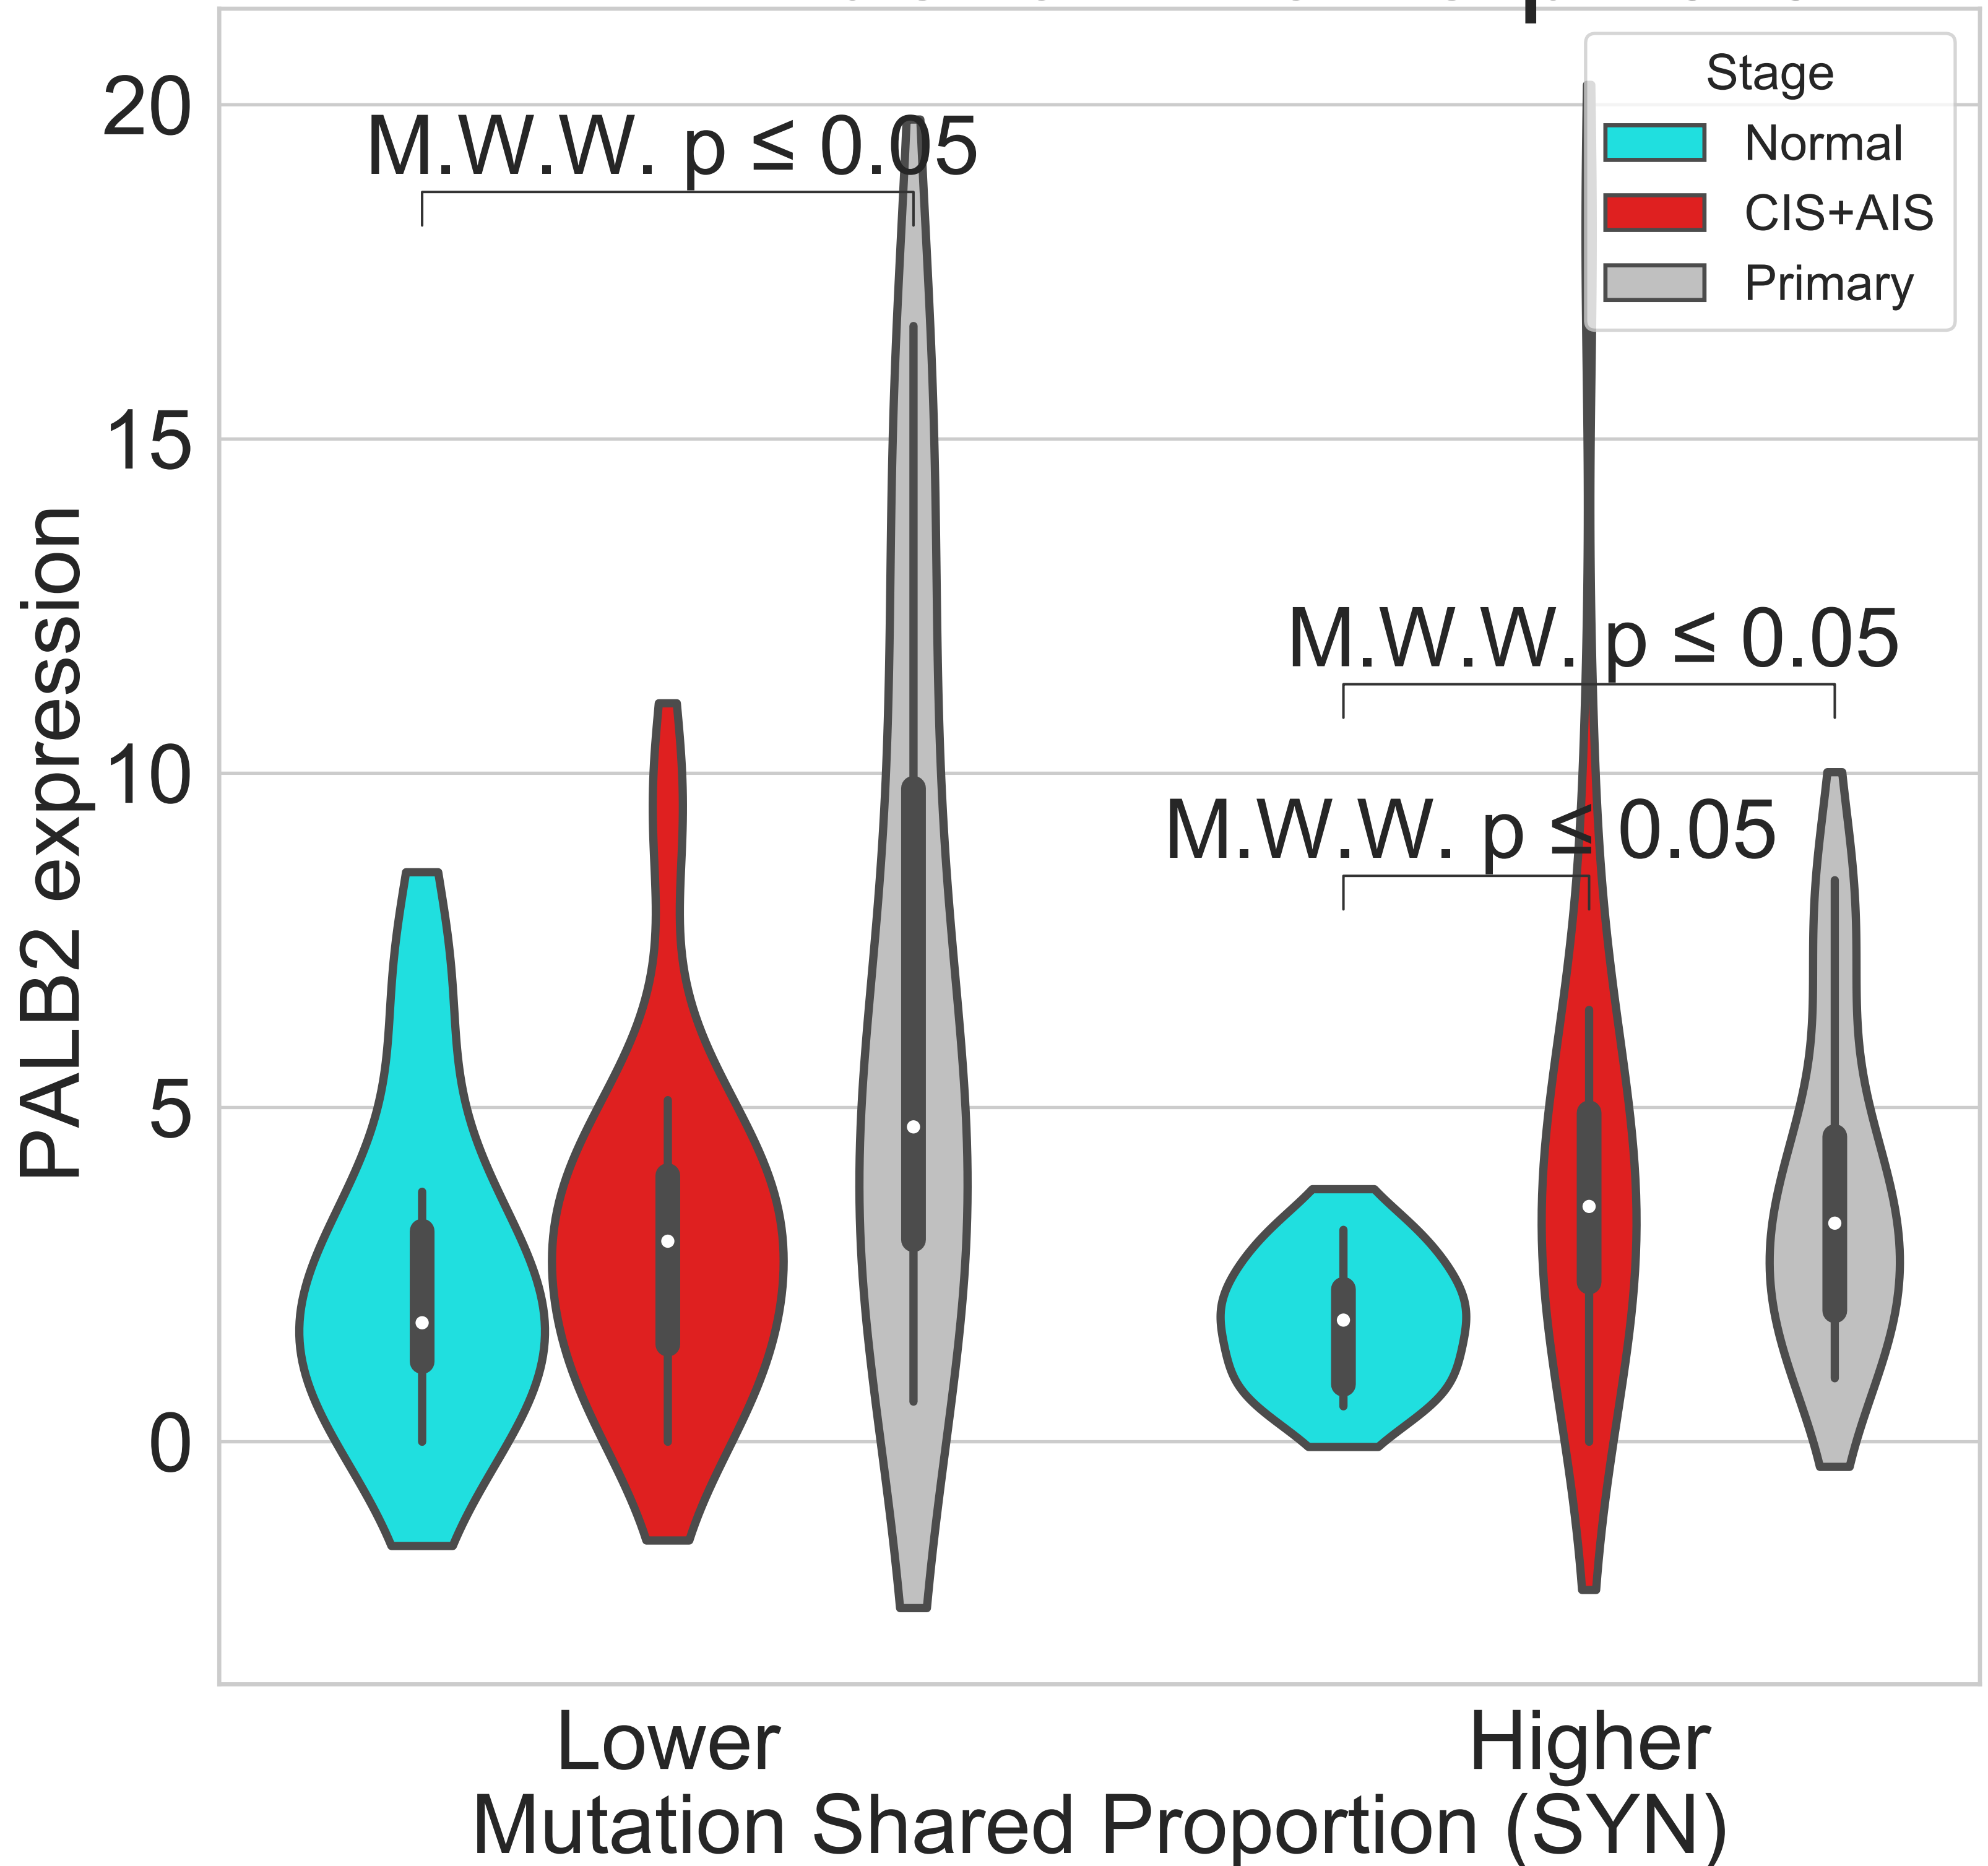 Stage
Normal
CIS+AIS
Primary
20
15
10
5
0
PALB2 expression
M.W.W. p ≤ 0.05
M.W.W. p ≤ 0.05
M.W.W. p ≤ 0.05
Lower
Higher
Mutation Shared Proportion (SYN)